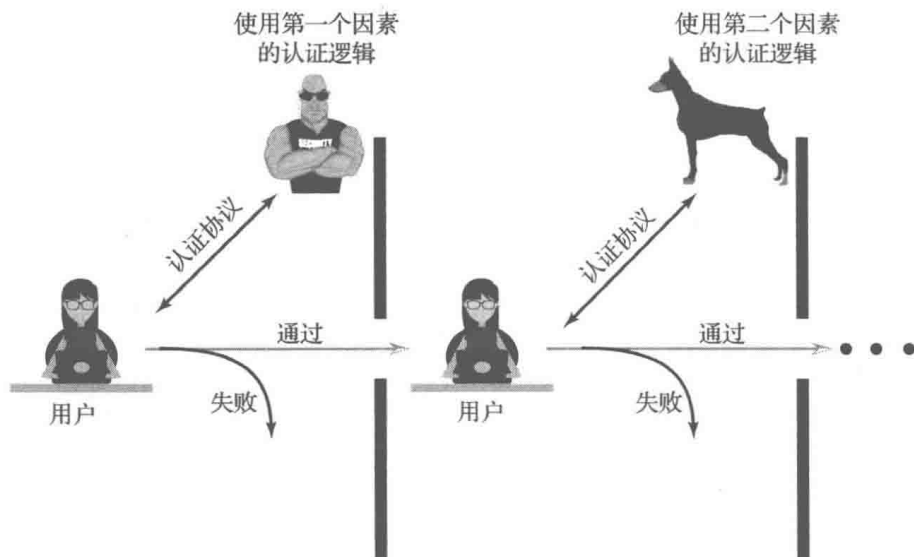 使用第一个因素
的认证逻辑
使用第二个因素
的认证逻辑
SECURITY
认证协议
认证协议
通过
通过
失败
失败
用户
用户